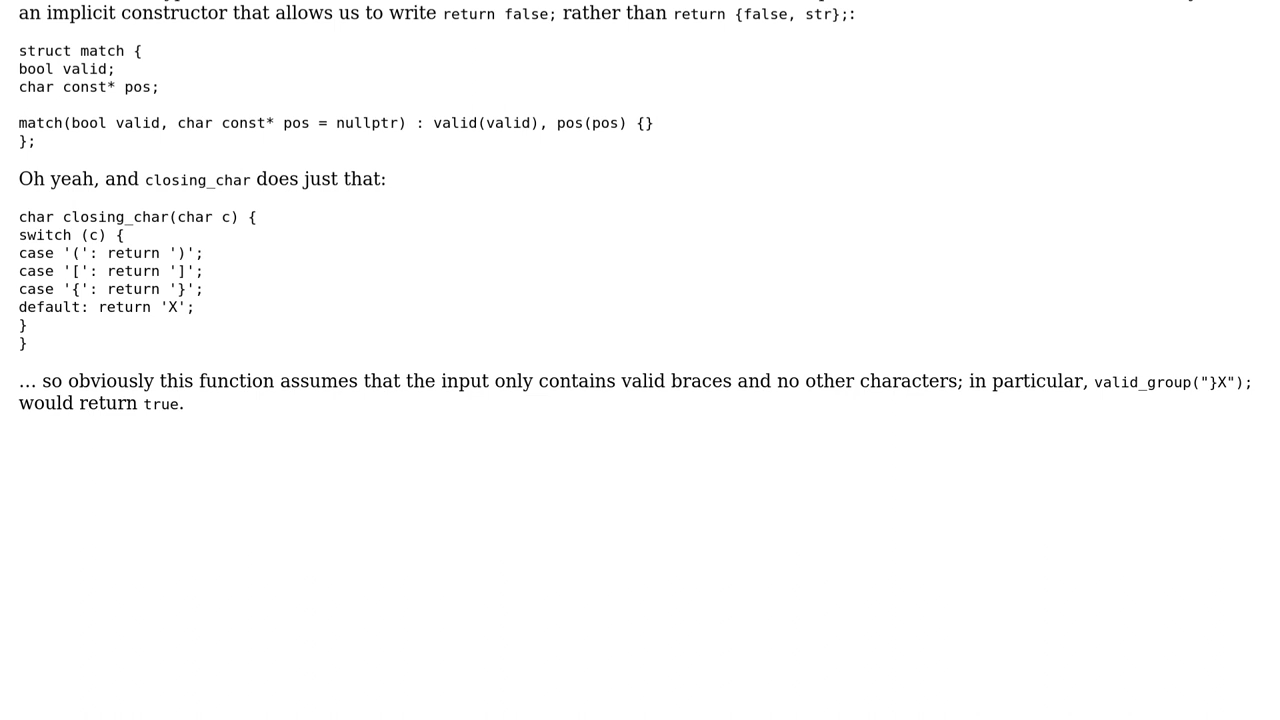 an implicit constructor that allows us to write return false; rather than return {false, str};:
struct match {
bool valid;
char const* pos;
match(bool valid, char const* pos = nullptr) : valid(valid), pos(pos) {}
};
Oh yeah, and closing_char does just that:
char closing_char(char c) {
switch (c) {
case '(': return ')';
case '[': return ']';
case '{': return '}';
default: return 'X';
}
}
… so obviously this function assumes that the input only contains valid braces and no other characters; in particular, valid_group("}X");
would return true.